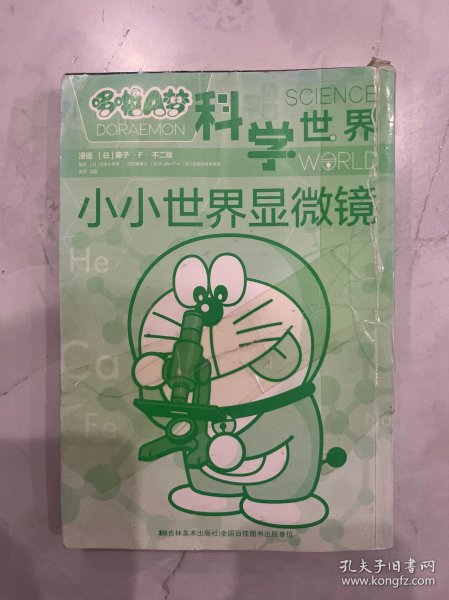 哆啦A梦
DORAEMON
科学世界
SCIENCE
WORLD
漫画 [日] 藤子·F·不二雄
小小世界显微镜
He
Ca
Fe
Na
吉林美术出版社|全国百佳图书出版单位
孔夫子旧书网
www.kongfz.com